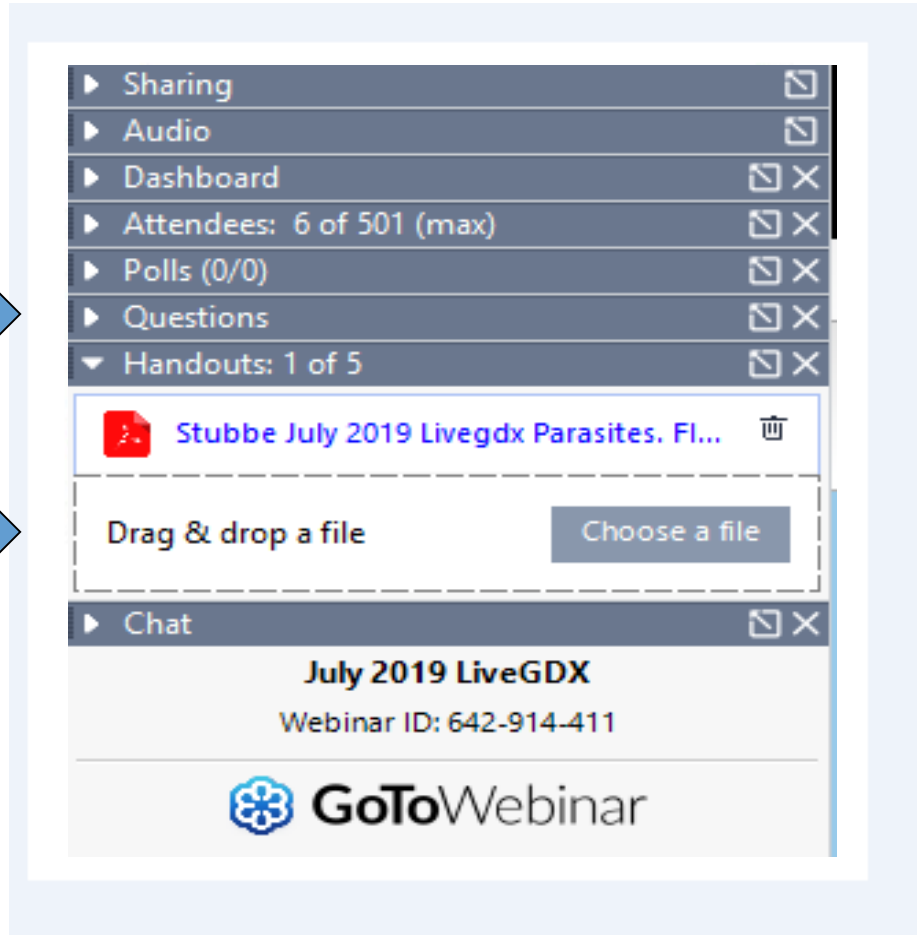 Sharing
Audio
Dashboard
Attendees: 6 of 501 (max)
Polls (0/0)
Questions
Handouts: 1 of 5
Stubbe July 2019 Livegdx Parasites. Fl...
Drag & drop a file Choose a file
Chat
July 2019 LiveGDX
Webinar ID: 642-914-411
GoToWebinar